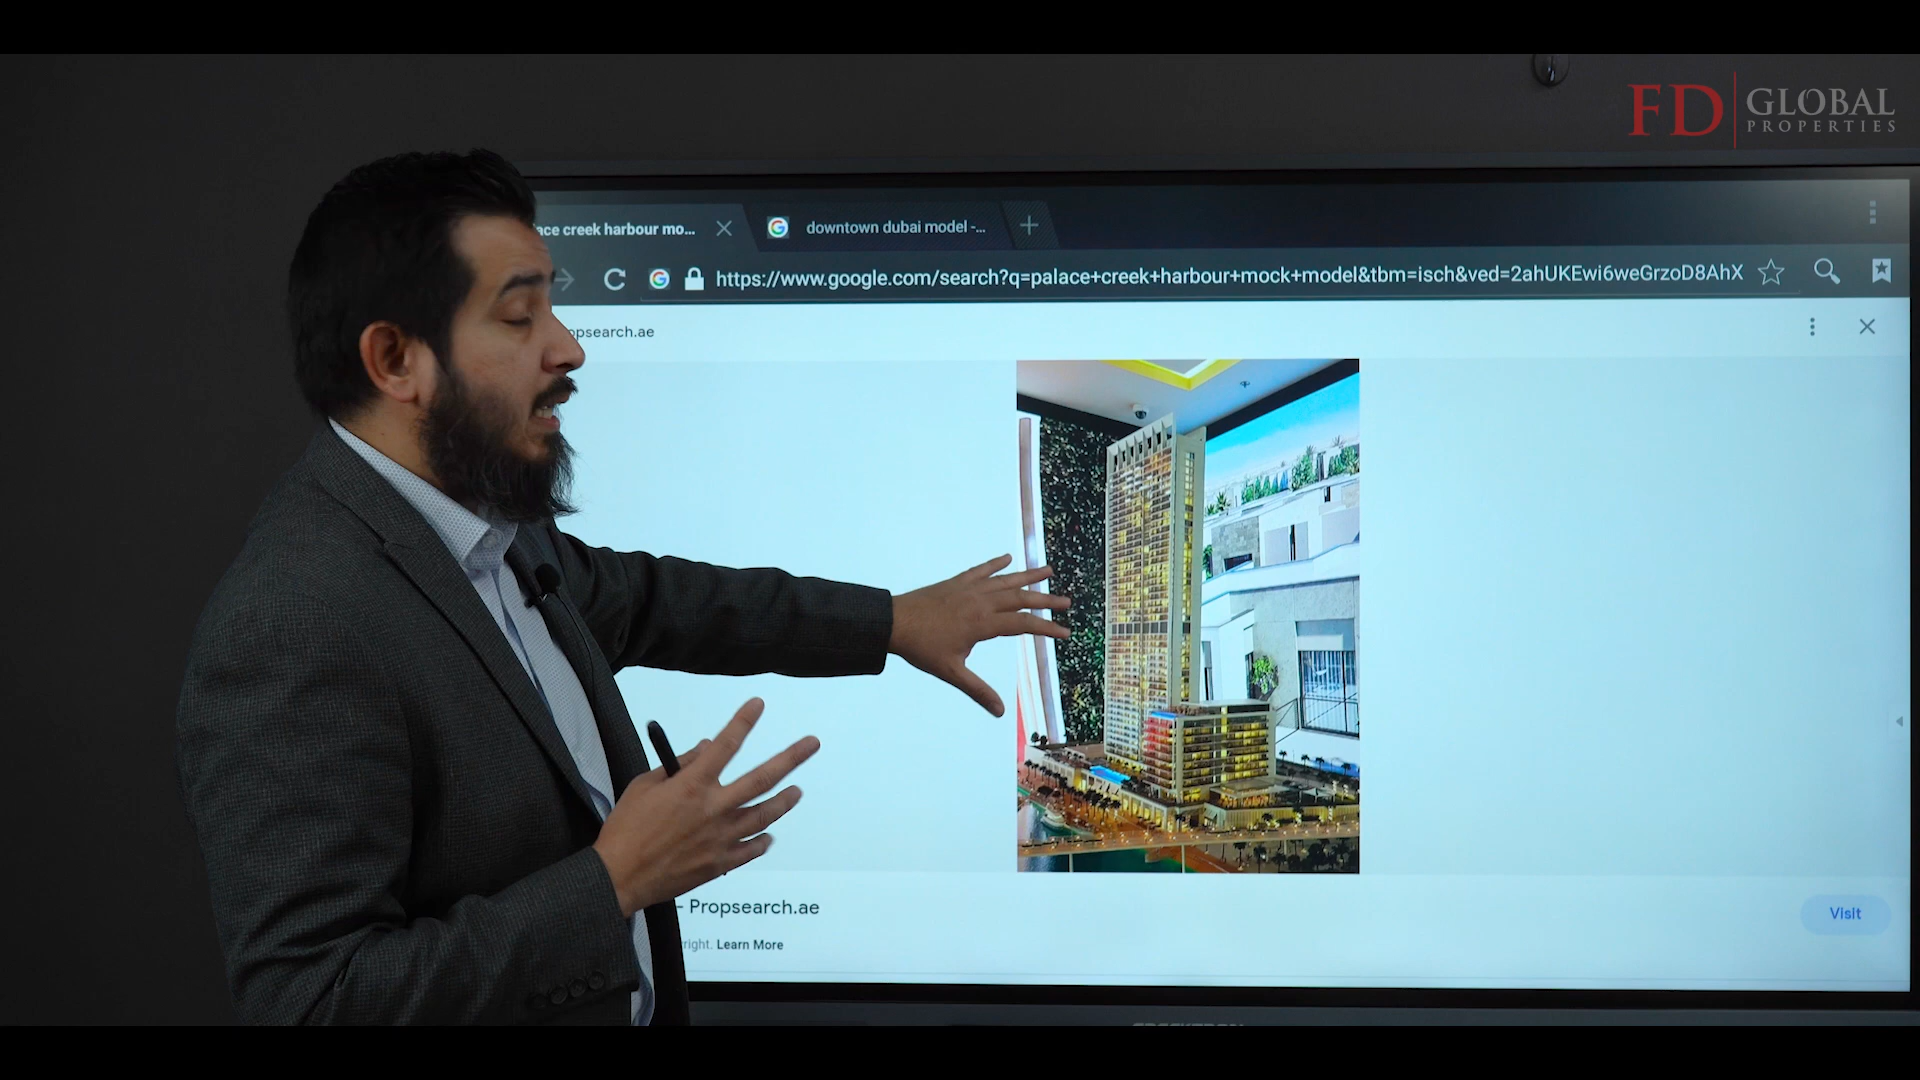 FD GLOBAL
PROPERTIES
ace creek harbour mo...
downtown dubai model -...
https://www.google.com/search?q=palace+creek+harbour+mock+model&tbm=isch&ved=2ahUKEwi6weGrzoD8AhX
opsearch.ae
- Propsearch.ae
Visit
right. Learn More